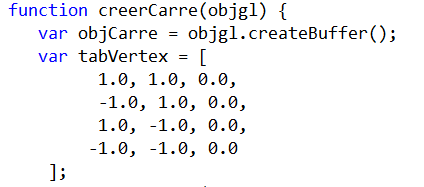 function creerCarre(objgl) {
   var objCarre = objgl.createBuffer();
   var tabVertex = [
         1.0, 1.0, 0.0,
         -1.0, 1.0, 0.0,
         1.0, -1.0, 0.0,
        -1.0, -1.0, 0.0
    ];